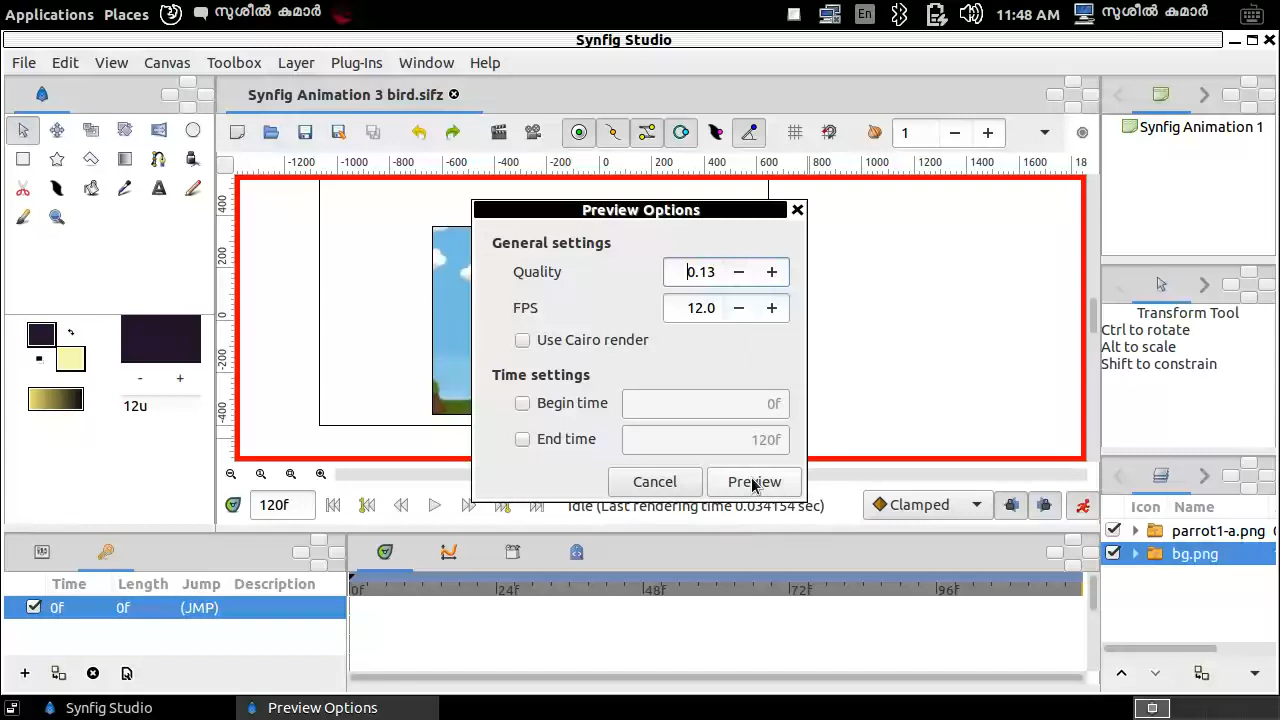 Applications Places സുശീൽ കുമാർ En 11:48 AM സുശീൽ കുമാർ
Synfig Studio
File Edit View Canvas Toolbox Layer Plug-Ins Window Help
Synfig Animation 3 bird.sifz
1
-1200 -1000 -800 -600 -400 -200 0 200 400 600 800 1000 1200 1400 1600 18
400
200
0
-200
-400
Preview Options
General settings
Quality 0.13
FPS 12.0
Use Cairo render
Time settings
Begin time 0f
End time 120f
Cancel Preview
- +
12u
120f Idle (Last rendering time 0.034154 sec) Clamped
Synfig Animation 1
Transform Tool
Ctrl to rotate
Alt to scale
Shift to constrain
Icon Name
parrot1-a.png
bg.png
Time Length Jump Description
0f 0f (JMP)
0f 24f 48f 72f 96f
Synfig Studio Preview Options